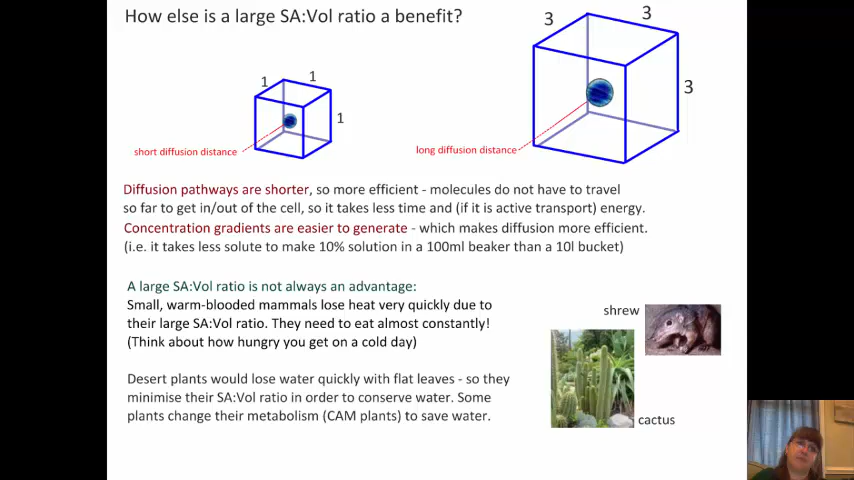 How else is a large SA:Vol ratio a benefit?
3
3
3
1
1
1
short diffusion distance
long diffusion distance
Diffusion pathways are shorter, so more efficient - molecules do not have to travel
so far to get in/out of the cell, so it takes less time and (if it is active transport) energy.
Concentration gradients are easier to generate - which makes diffusion more efficient.
(i.e. it takes less solute to make 10% solution in a 100ml beaker than a 10l bucket)
A large SA:Vol ratio is not always an advantage:
Small, warm-blooded mammals lose heat very quickly due to
their large SA:Vol ratio. They need to eat almost constantly!
(Think about how hungry you get on a cold day)
shrew
Desert plants would lose water quickly with flat leaves - so they
minimise their SA:Vol ratio in order to conserve water. Some
plants change their metabolism (CAM plants) to save water.
cactus